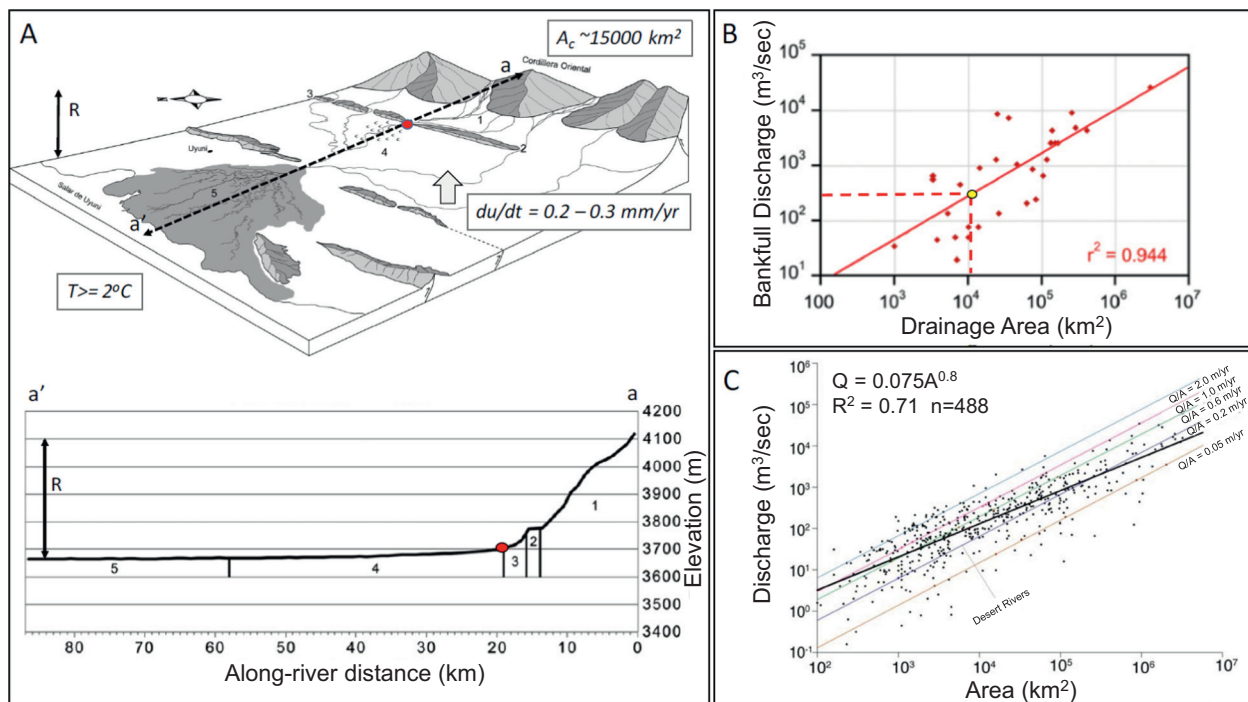 A
A_c ~15000 km²
a
Cordillera Oriental
R
3
1
4
2
Uyuni
5
Salar de Uyuni
a'
du/dt = 0.2 – 0.3 mm/yr
T>= 2ºC
a'
a
4200
4100
4000
3900
3800
3700
3600
3500
3400
R
1
2
3
4
5
Elevation (m)
80 70 60 50 40 30 20 10 0
Along-river distance (km)
B
Bankfull Discharge (m³/sec)
10⁵
10⁴
10³
10²
10¹
r² = 0.944
100 10³ 10⁴ 10⁵ 10⁶ 10⁷
Drainage Area (km²)
C
Q = 0.075A^0.8
R² = 0.71 n=488
Q/A = 2.0 m/yr
Q/A = 1.0 m/yr
Q/A = 0.6 m/yr
Q/A = 0.2 m/yr
Q/A = 0.05 m/yr
Discharge (m³/sec)
10⁶
10⁵
10⁴
10³
10²
10¹
10⁰
10⁻¹
Desert Rivers
10² 10³ 10⁴ 10⁵ 10⁶ 10⁷
Area (km²)